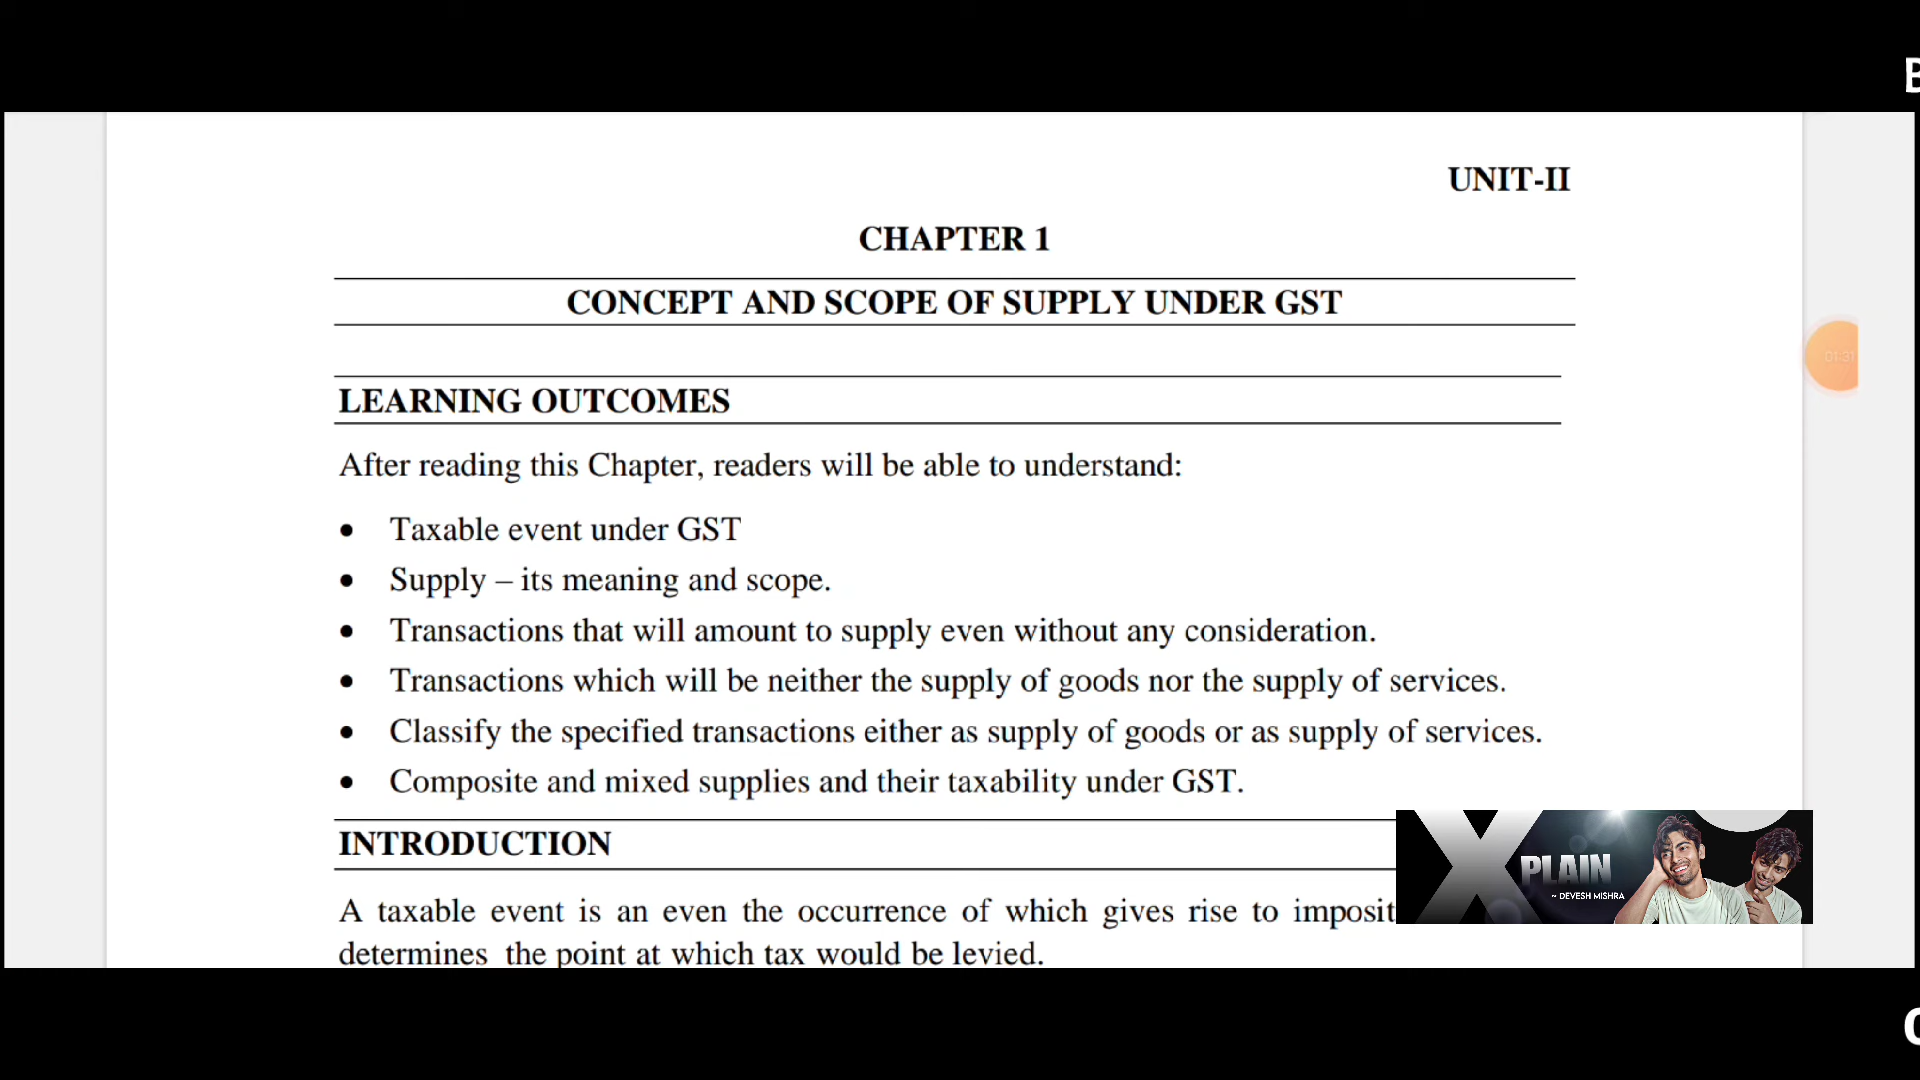 UNIT-II
CHAPTER 1
CONCEPT AND SCOPE OF SUPPLY UNDER GST
LEARNING OUTCOMES
After reading this Chapter, readers will be able to understand:
• Taxable event under GST
• Supply – its meaning and scope.
• Transactions that will amount to supply even without any consideration.
• Transactions which will be neither the supply of goods nor the supply of services.
• Classify the specified transactions either as supply of goods or as supply of services.
• Composite and mixed supplies and their taxability under GST.
INTRODUCTION
A taxable event is an even the occurrence of which gives rise to
determines the point at which tax would be levied.
XPLAIN
~ DEVESH MISHRA
01:31